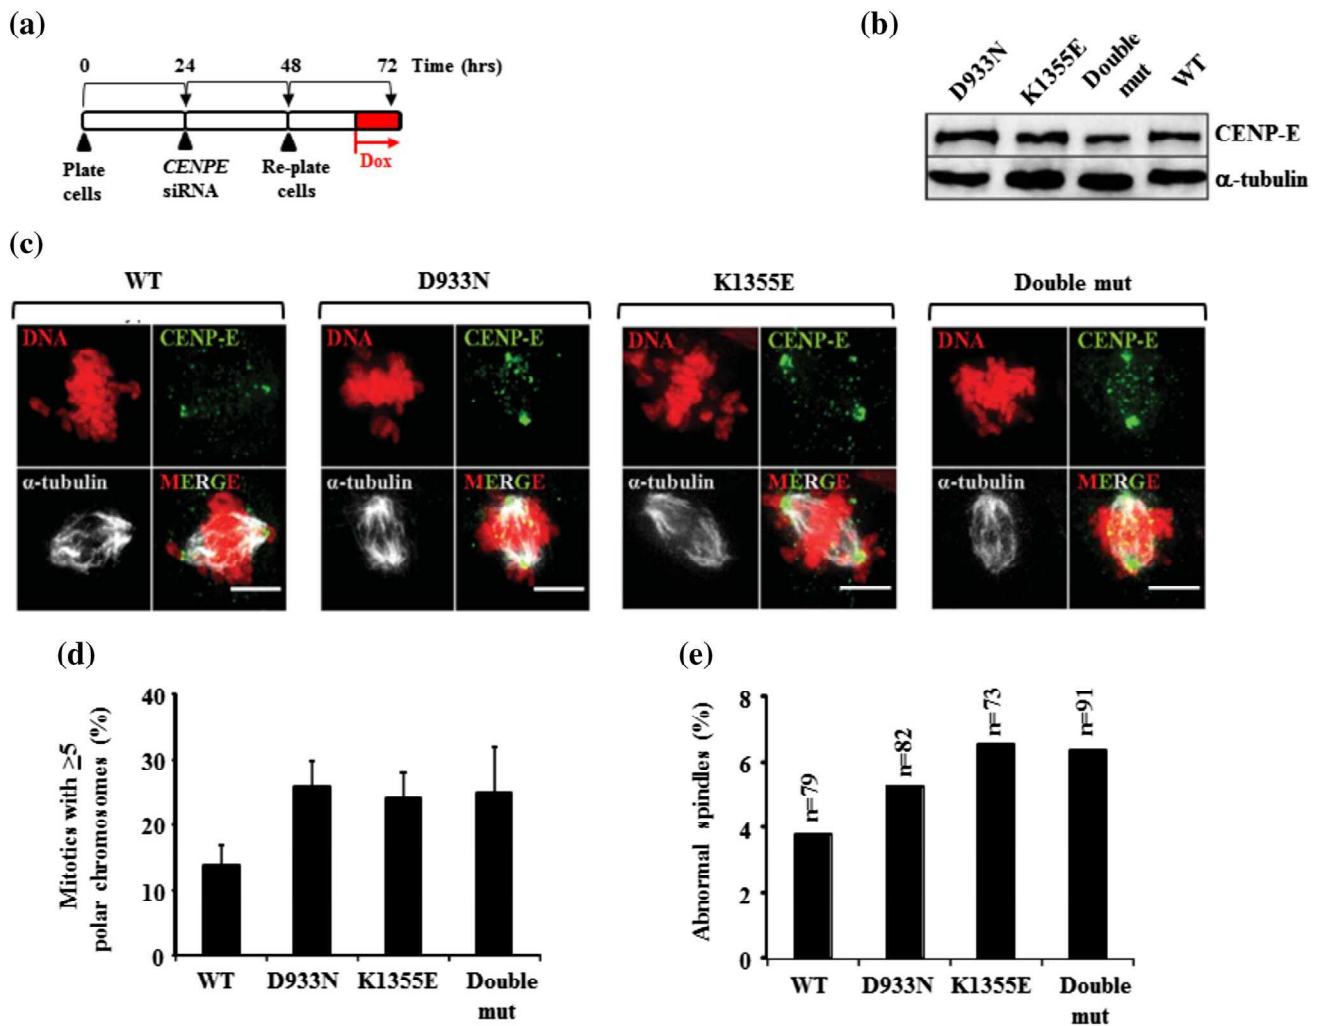 (a)
0 24 48 72 Time (hrs)
Plate
cells
CENPE
siRNA
Re-plate
cells
Dox
(b)
D933N
K1355E
Double
mut
WT
CENP-E
α-tubulin
(c)
WT
DNA
CENP-E
α-tubulin
MERGE
D933N
DNA
CENP-E
α-tubulin
MERGE
K1355E
DNA
CENP-E
α-tubulin
MERGE
Double mut
DNA
CENP-E
α-tubulin
MERGE
(d)
Mitotics with ≥5
polar chromosomes (%)
40
30
20
10
0
WT D933N K1355E Double
mut
(e)
Abnormal spindles (%)
8
6
4
2
0
n=79
n=82
n=73
n=91
WT D933N K1355E Double
mut